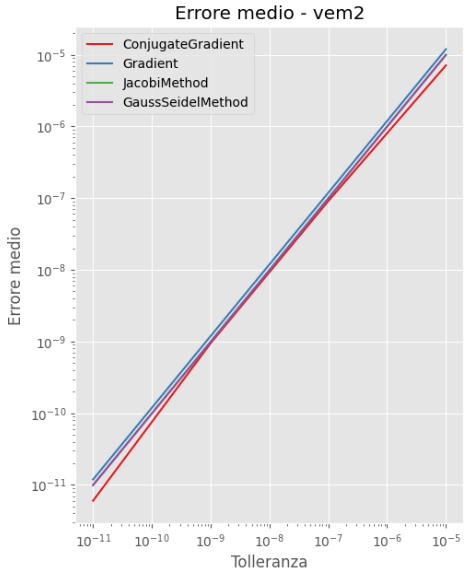 Errore medio - vem2
ConjugateGradient
Gradient
JacobiMethod
GaussSeidelMethod
Errore medio
10⁻⁵
10⁻⁶
10⁻⁷
10⁻⁸
10⁻⁹
10⁻¹⁰
10⁻¹¹
10⁻¹¹ 10⁻¹⁰ 10⁻⁹ 10⁻⁸ 10⁻⁷ 10⁻⁶ 10⁻⁵
Tolleranza